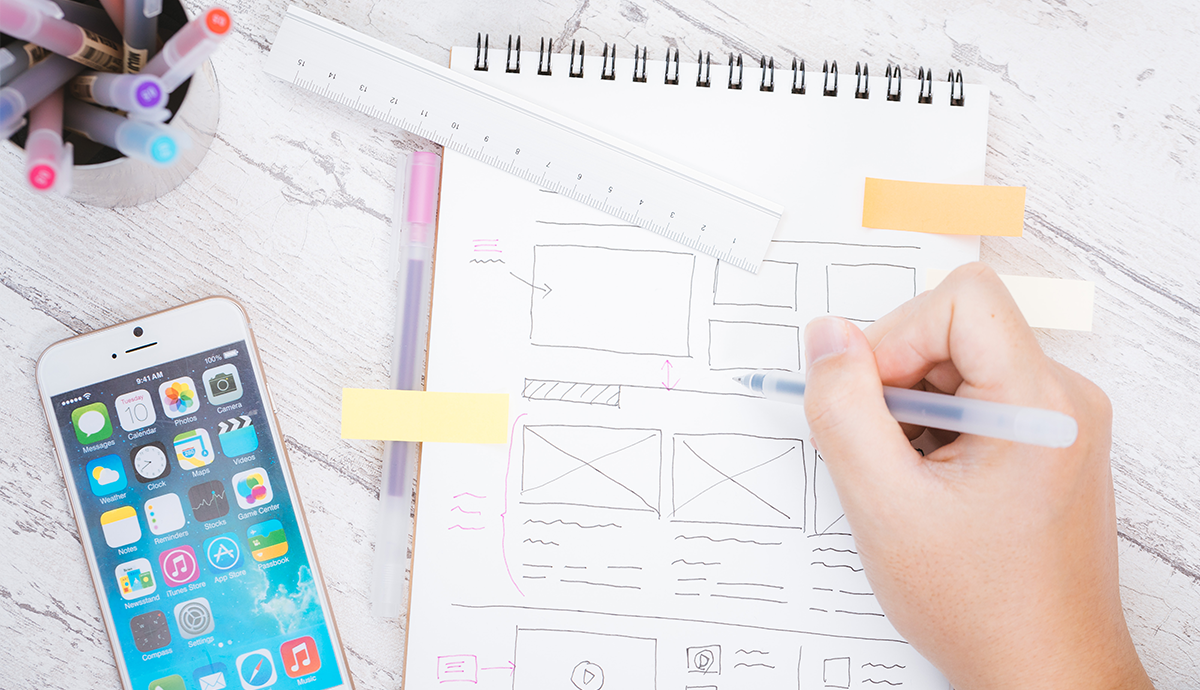 15 14 13 12 11 10 9 8 7 6 5 4 3 2 1
9:41 AM
100%
Tuesday
10
Messages
Calendar
Photos
Camera
Weather
Clock
Maps
Videos
Notes
Reminders
Stocks
Game Center
Newsstand
iTunes Store
App Store
Passbook
Compass
Settings
Music